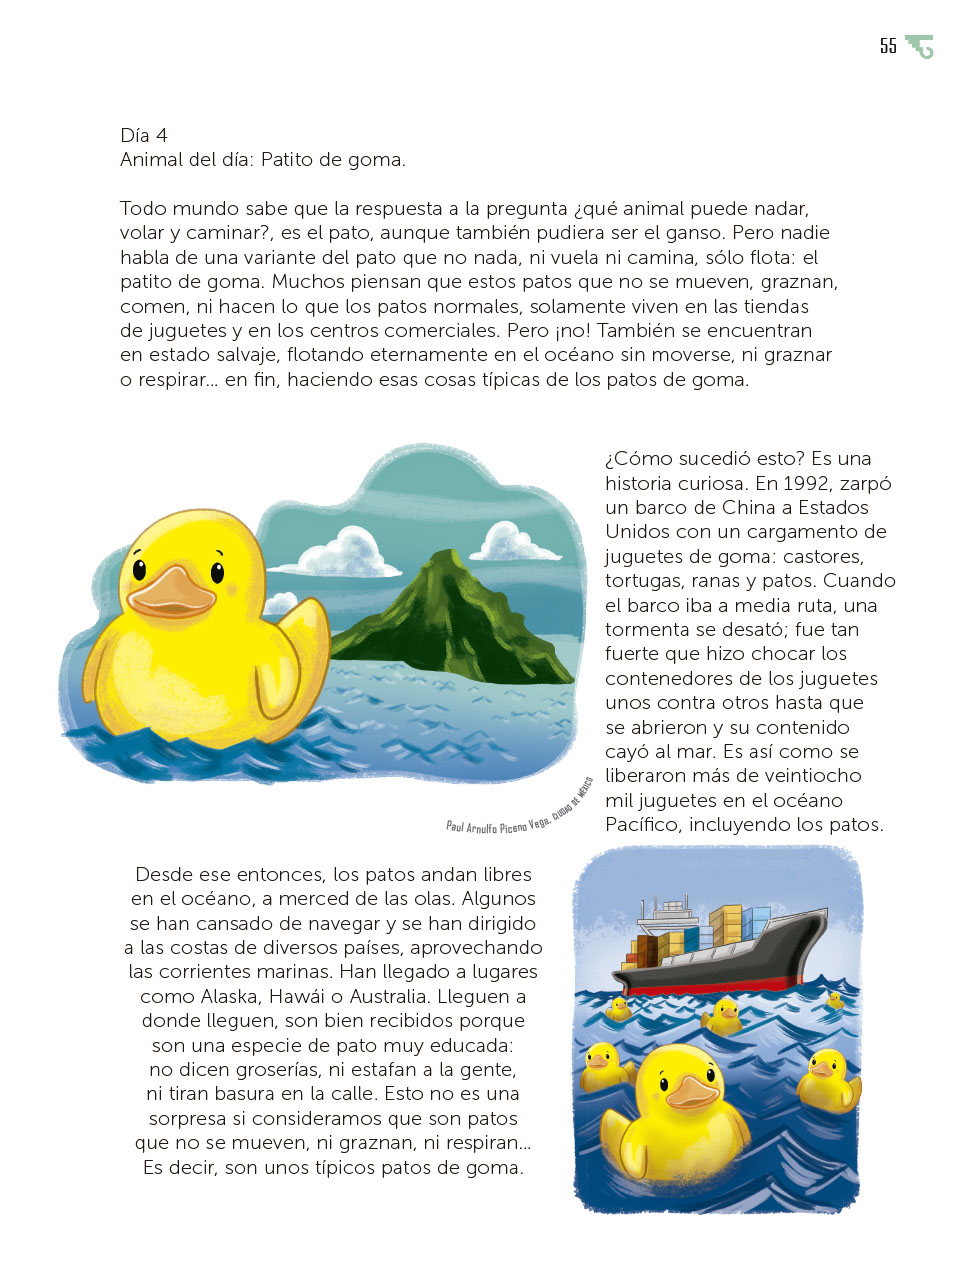 55
Día 4
Animal del día: Patito de goma.
Todo mundo sabe que la respuesta a la pregunta ¿qué animal puede nadar,
volar y caminar?, es el pato, aunque también pudiera ser el ganso. Pero nadie
habla de una variante del pato que no nada, ni vuela ni camina, sólo flota: el
patito de goma. Muchos piensan que estos patos que no se mueven, graznan,
comen, ni hacen lo que los patos normales, solamente viven en las tiendas
de juguetes y en los centros comerciales. Pero ¡no! También se encuentran
en estado salvaje, flotando eternamente en el océano sin moverse, ni graznar
o respirar... en fin, haciendo esas cosas típicas de los patos de goma.
¿Cómo sucedió esto? Es una
historia curiosa. En 1992, zarpó
un barco de China a Estados
Unidos con un cargamento de
juguetes de goma: castores,
tortugas, ranas y patos. Cuando
el barco iba a media ruta, una
tormenta se desató; fue tan
fuerte que hizo chocar los
contenedores de los juguetes
unos contra otros hasta que
se abrieron y su contenido
cayó al mar. Es así como se
liberaron más de veintiocho
mil juguetes en el océano
Pacífico, incluyendo los patos.
Paul Arnulfo Piceno Vega, CIUDAD DE MÉXICO
Desde ese entonces, los patos andan libres
en el océano, a merced de las olas. Algunos
se han cansado de navegar y se han dirigido
a las costas de diversos países, aprovechando
las corrientes marinas. Han llegado a lugares
como Alaska, Hawái o Australia. Lleguen a
donde lleguen, son bien recibidos porque
son una especie de pato muy educada:
no dicen groserías, ni estafan a la gente,
ni tiran basura en la calle. Esto no es una
sorpresa si consideramos que son patos
que no se mueven, ni graznan, ni respiran...
Es decir, son unos típicos patos de goma.